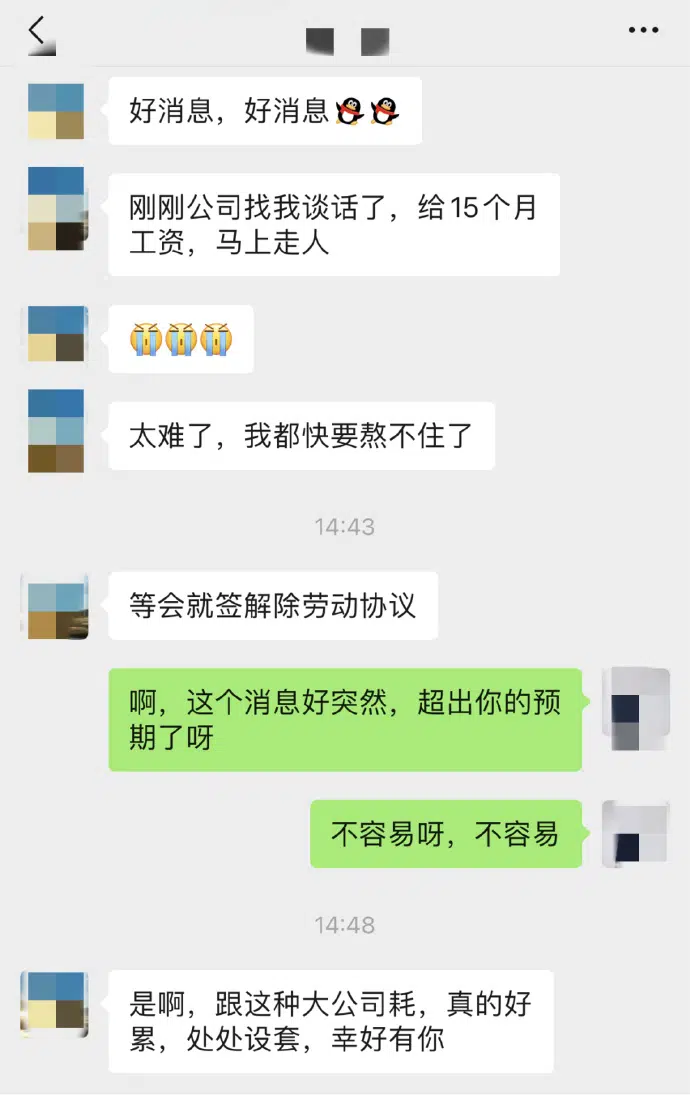 好消息，好消息🐧🐧
刚刚公司找我谈话了，给15个月
工资，马上走人
😭😭😭
太难了，我都快要熬不住了
14:43
等会就签解除劳动协议
啊，这个消息好突然，超出你的预
期了呀
不容易呀，不容易
14:48
是啊，跟这种大公司耗，真的好
累，处处设套，幸好有你